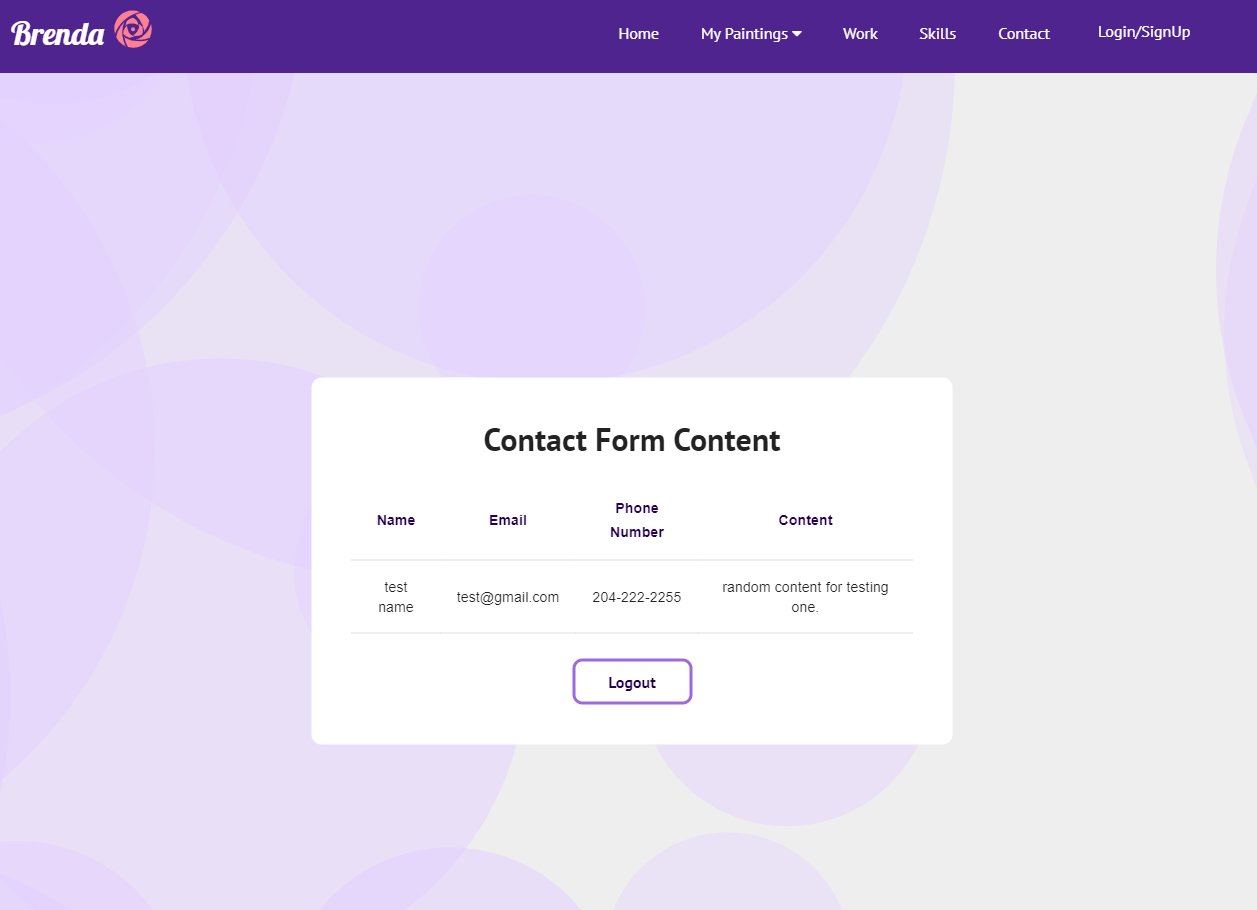 Brenda
Home My Paintings Work Skills Contact Login/SignUp
Contact Form Content
Name Email Phone Number Content
test name test@gmail.com 204-222-2255 random content for testing one.
Logout